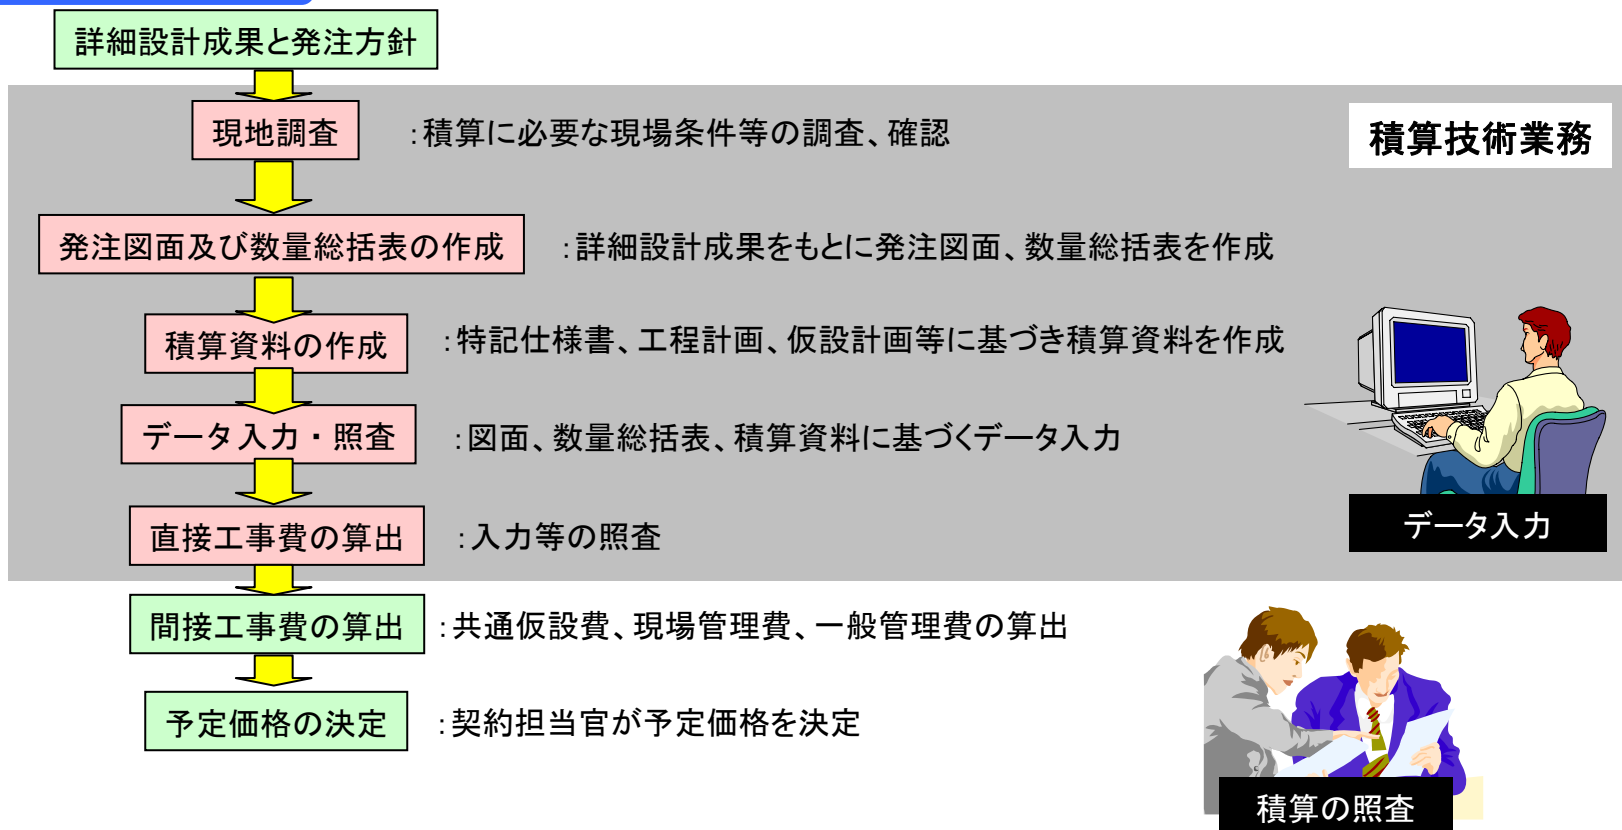 詳細設計成果と発注方針
現地調査 :積算に必要な現場条件等の調査、確認
積算技術業務
発注図面及び数量総括表の作成 :詳細設計成果をもとに発注図面、数量総括表を作成
積算資料の作成 :特記仕様書、工程計画、仮設計画等に基づき積算資料を作成
データ入力・照査 :図面、数量総括表、積算資料に基づくデータ入力
データ入力
直接工事費の算出 :入力等の照査
間接工事費の算出 :共通仮設費、現場管理費、一般管理費の算出
予定価格の決定 :契約担当官が予定価格を決定
積算の照査